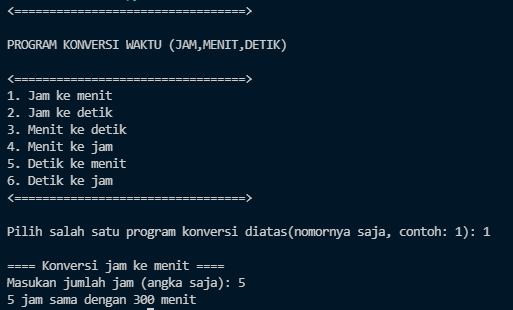 <=================================>
PROGRAM KONVERSI WAKTU (JAM,MENIT,DETIK)
<=================================>
1. Jam ke menit
2. Jam ke detik
3. Menit ke detik
4. Menit ke jam
5. Detik ke menit
6. Detik ke jam
<=================================>
Pilih salah satu program konversi diatas(nomornya saja, contoh: 1): 1
==== Konversi jam ke menit ====
Masukan jumlah jam (angka saja): 5
5 jam sama dengan 300 menit